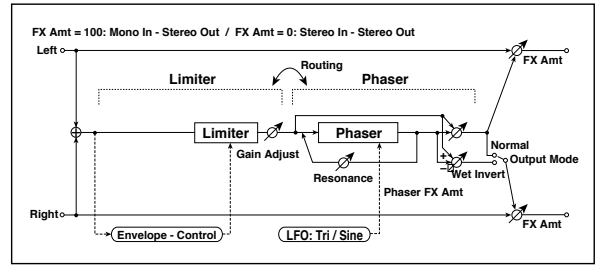 FX Amt = 100: Mono In - Stereo Out / FX Amt = 0: Stereo In - Stereo Out
Left
FX Amt
Routing
Limiter
Phaser
Limiter
Phaser
Gain Adjust
Normal
Output Mode
+
−
Wet Invert
Resonance
Phaser FX Amt
Right
FX Amt
Envelope - Control
LFO: Tri / Sine